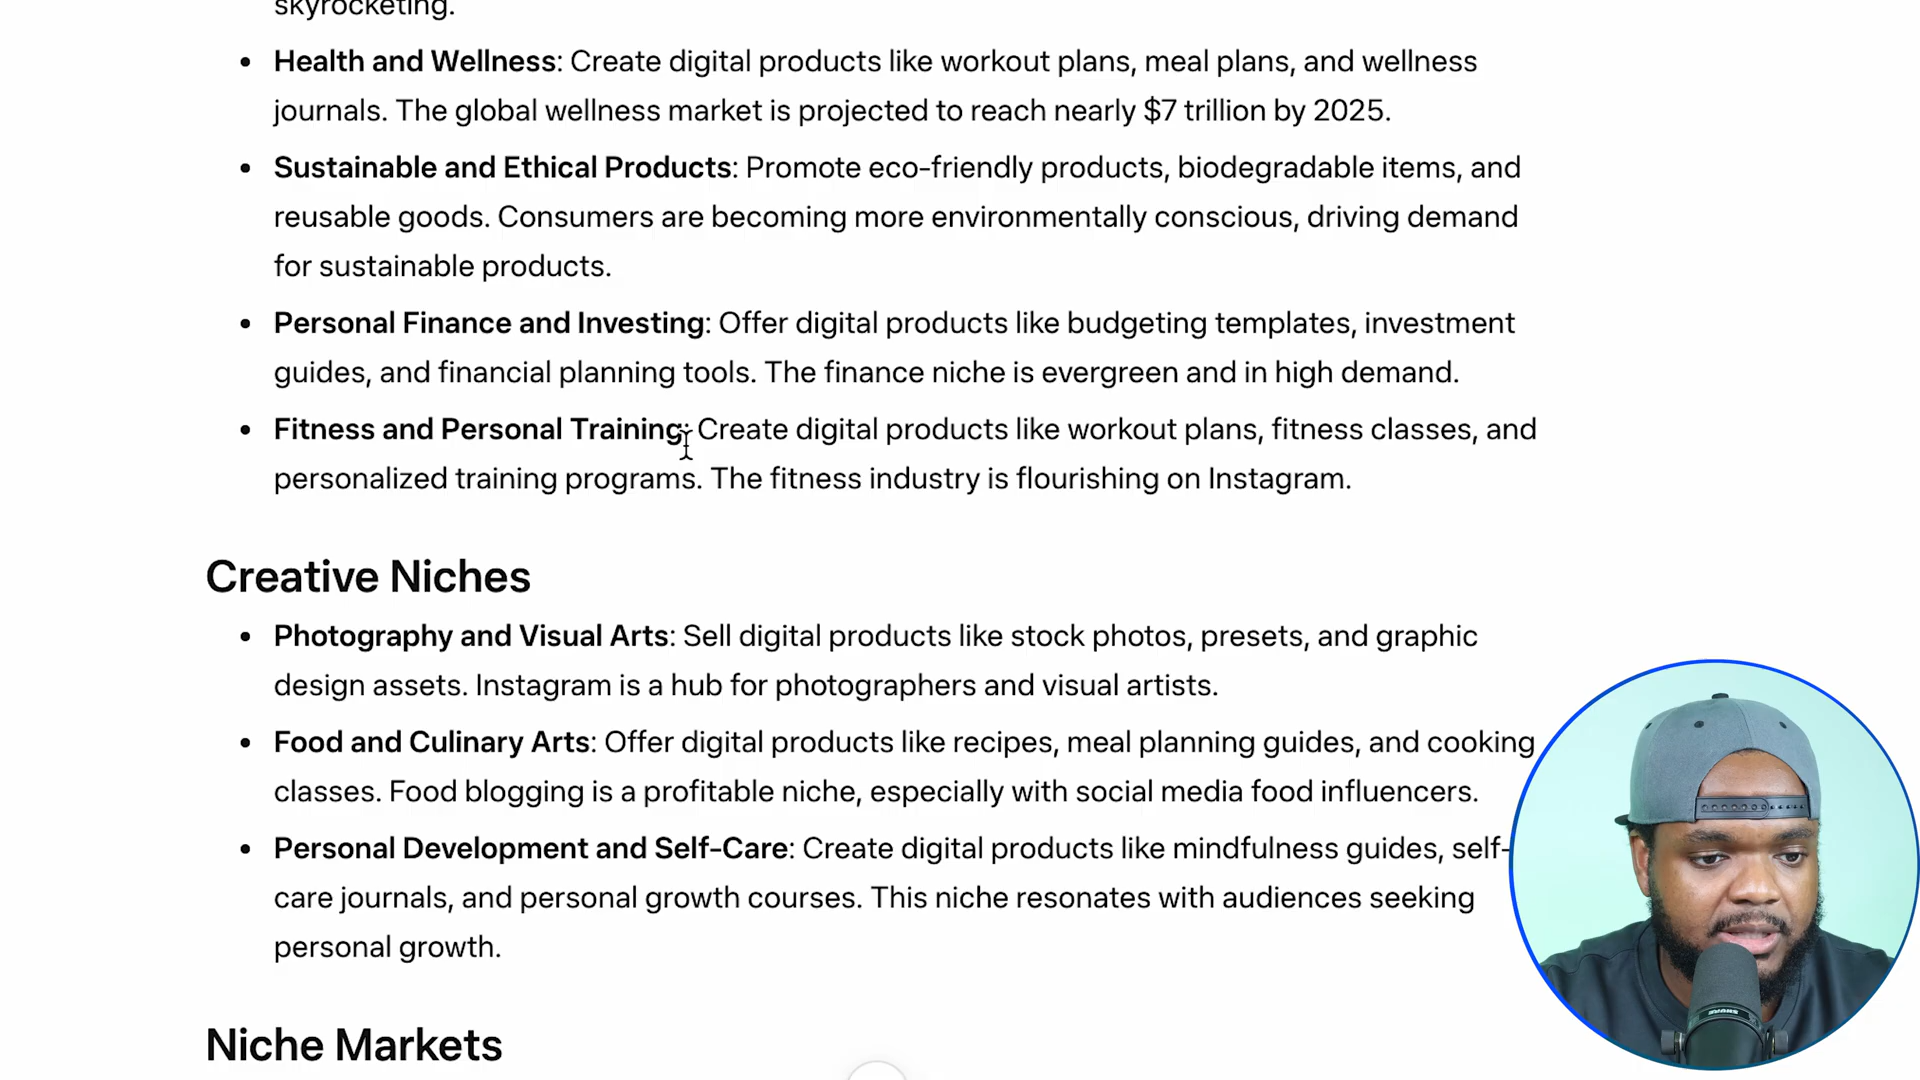 skyrocketing.
Health and Wellness: Create digital products like workout plans, meal plans, and wellness
journals. The global wellness market is projected to reach nearly $7 trillion by 2025.
Sustainable and Ethical Products: Promote eco-friendly products, biodegradable items, and
reusable goods. Consumers are becoming more environmentally conscious, driving demand
for sustainable products.
Personal Finance and Investing: Offer digital products like budgeting templates, investment
guides, and financial planning tools. The finance niche is evergreen and in high demand.
Fitness and Personal Training: Create digital products like workout plans, fitness classes, and
personalized training programs. The fitness industry is flourishing on Instagram.
Creative Niches
Photography and Visual Arts: Sell digital products like stock photos, presets, and graphic
design assets. Instagram is a hub for photographers and visual artists.
Food and Culinary Arts: Offer digital products like recipes, meal planning guides, and cooking
classes. Food blogging is a profitable niche, especially with social media food influencers.
Personal Development and Self-Care: Create digital products like mindfulness guides, self-
care journals, and personal growth courses. This niche resonates with audiences seeking
personal growth.
Niche Markets
SHURE